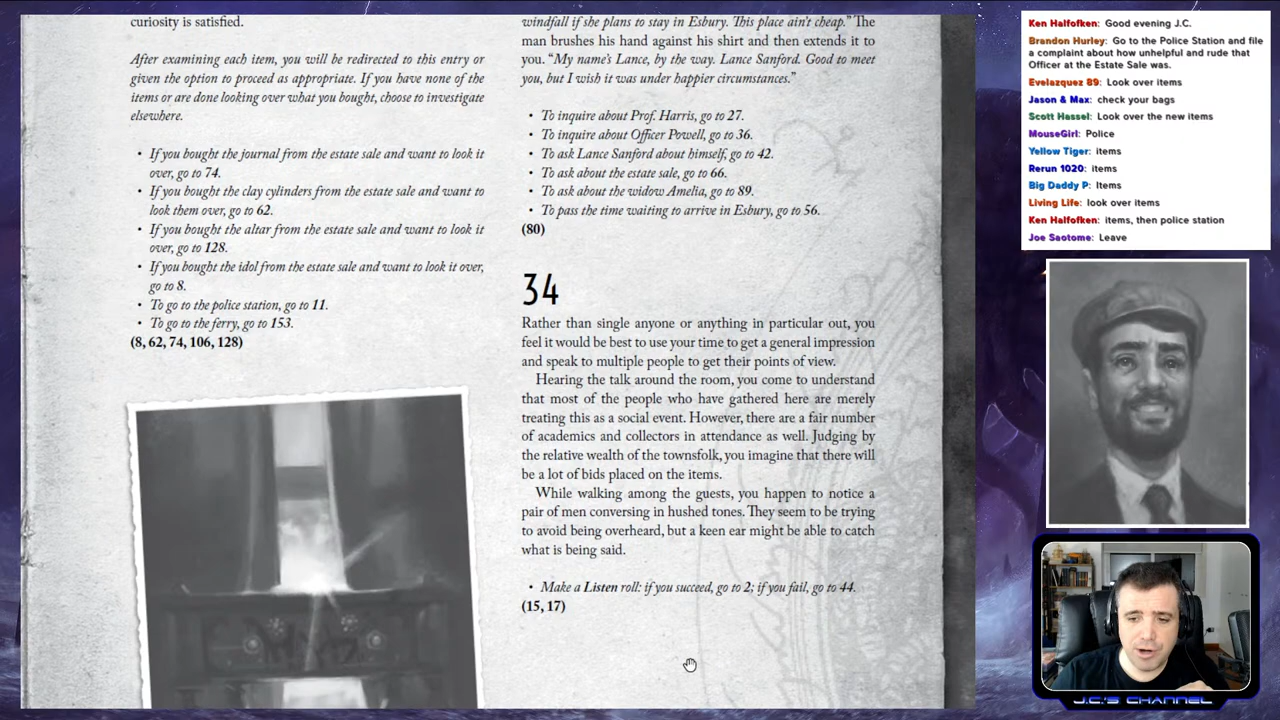 curiosity is satisfied.
After examining each item, you will be redirected to this entry or
given the option to proceed as appropriate. If you have none of the
items or are done looking over what you bought, choose to investigate
elsewhere.
• If you bought the journal from the estate sale and want to look it
over, go to 74.
• If you bought the clay cylinders from the estate sale and want to
look them over, go to 62.
• If you bought the altar from the estate sale and want to look it
over, go to 128.
• If you bought the idol from the estate sale and want to look it over,
go to 8.
• To go to the police station, go to 11.
• To go to the ferry, go to 153.
(8, 62, 74, 106, 128)
windfall if she plans to stay in Esbury. This place ain't cheap." The
man brushes his hand against his shirt and then extends it to
you. "My name's Lane, by the way. Lance Sanford. Good to meet
you, but I wish it was under happier circumstances."
• To inquire about Prof. Harris, go to 27.
• To inquire about Officer Powell, go to 36.
• To ask Lance Sanford about himself, go to 42.
• To ask about the estate sale, go to 66.
• To ask about the widow Amelia, go to 89.
• To pass the time waiting to arrive in Esbury, go to 56.
(80)
34
Rather than single anyone or anything in particular out, you
feel it would be best to use your time to get a general impression
and speak to multiple people to get their points of view.
Hearing the talk around the room, you come to understand
that most of the people who have gathered here are merely
treating this as a social event. However, there are a fair number
of academics and collectors in attendance as well. Judging by
the relative wealth of the townsfolk, you imagine that there will
be a lot of bids placed on the items.
While walking among the guests, you happen to notice a
pair of men conversing in hushed tones. They seem to be trying
to avoid being overheard, but a keen ear might be able to catch
what is being said.
• Make a Listen roll: if you succeed, go to 2; if you fail, go to 44.
(15, 17)
Ken Halfofken: Good evening J.C.
Brandon Hurley: Go to the Police Station and file
a complaint about how unhelpful and rude that
Officer at the Estate Sale was.
Evelazquez 89: Look over items
Jason & Max: check your bags
Scott Hassel: Look over the new items
MouseGirl: Police
Yellow Tiger: items
Rerun 1020: items
Big Daddy P: Items
Living Life: look over items
Ken Halfofken: items, then police station
Joe Saotome: Leave
J.C.'S CHANNEL